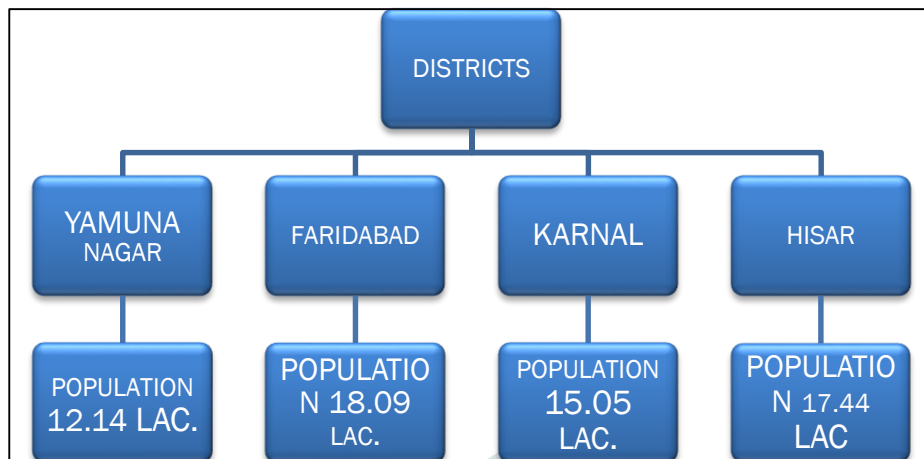 DISTRICTS
YAMUNA
NAGAR
FARIDABAD
KARNAL
HISAR
POPULATION
12.14 LAC.
POPULATIO
N 18.09
LAC.
POPULATION
15.05
LAC.
POPULATIO
N 17.44
LAC